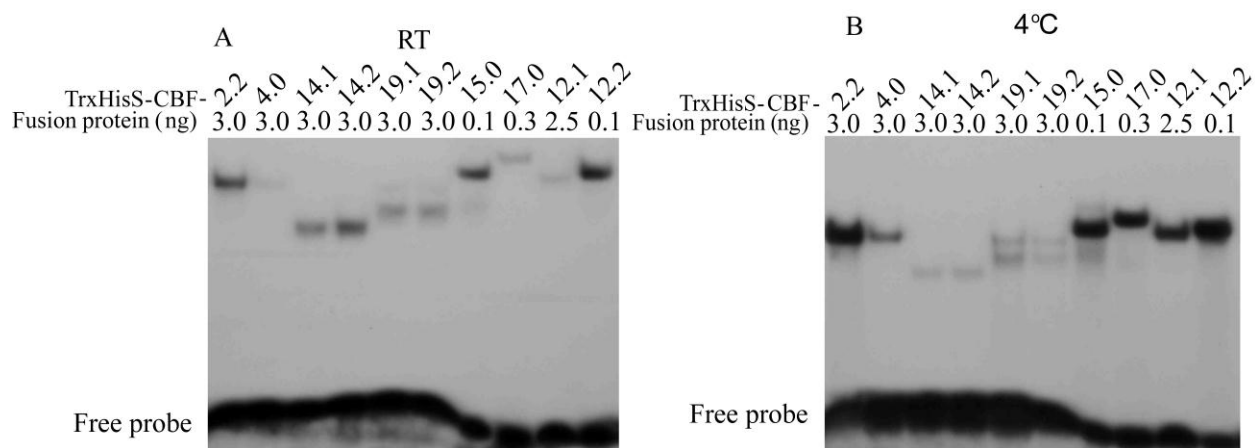 A RT
TrxHisS-CBF- 2.2 4.0 14.1 14.2 19.1 19.2 15.0 17.0 12.1 12.2
Fusion protein (ng) 3.0 3.0 3.0 3.0 3.0 3.0 0.1 0.3 2.5 0.1
Free probe
B 4°C
TrxHisS-CBF- 2.2 4.0 14.1 14.2 19.1 19.2 15.0 17.0 12.1 12.2
Fusion protein (ng) 3.0 3.0 3.0 3.0 3.0 3.0 0.1 0.3 2.5 0.1
Free probe